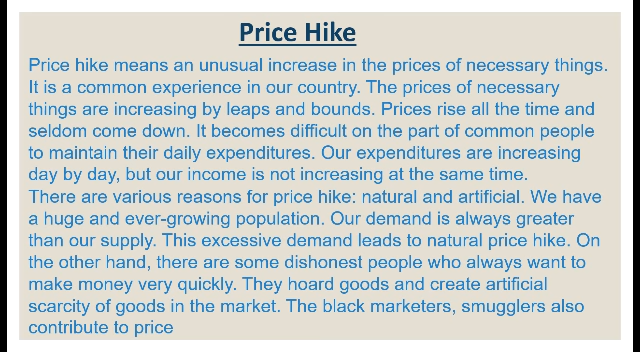 Price Hike
Price hike means an unusual increase in the prices of necessary things.
It is a common experience in our country. The prices of necessary
things are increasing by leaps and bounds. Prices rise all the time and
seldom come down. It becomes difficult on the part of common people
to maintain their daily expenditures. Our expenditures are increasing
day by day, but our income is not increasing at the same time.
There are various reasons for price hike: natural and artificial. We have
a huge and ever-growing population. Our demand is always greater
than our supply. This excessive demand leads to natural price hike. On
the other hand, there are some dishonest people who always want to
make money very quickly. They hoard goods and create artificial
scarcity of goods in the market. The black marketers, smugglers also
contribute to price